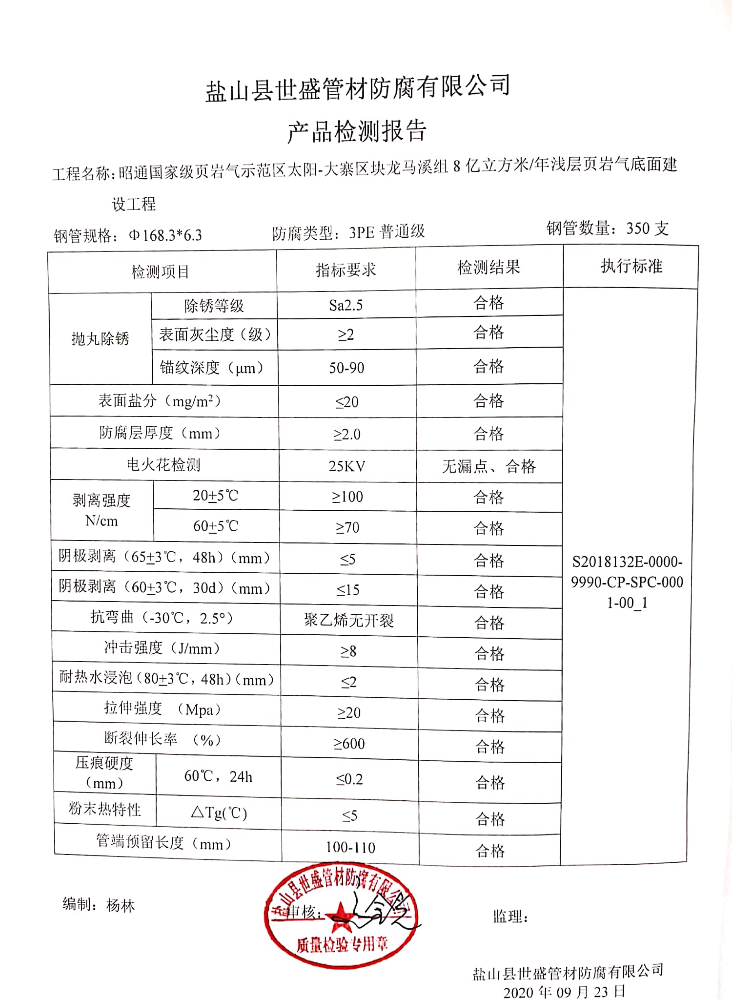 盐山县世盛管材防腐有限公司
产品检测报告
工程名称：昭通国家级页岩气示范区太阳-大寨区块龙马溪组 8 亿立方米/年浅层页岩气底面建
设工程
钢管规格：Φ168.3*6.3 防腐类型：3PE 普通级 钢管数量：350 支
检测项目 指标要求 检测结果 执行标准
抛丸除锈 除锈等级 Sa2.5 合格
表面灰尘度（级） ≥2 合格
锚纹深度（μm） 50-90 合格
表面盐分（mg/m²） ≤20 合格
防腐层厚度（mm） ≥2.0 合格
电火花检测 25KV 无漏点、合格
剥离强度
N/cm
20±5℃ ≥100 合格
60±5℃ ≥70 合格
阴极剥离（65±3℃，48h）（mm） ≤5 合格
阴极剥离（60±3℃，30d）（mm） ≤15 合格
抗弯曲（-30℃，2.5°） 聚乙烯无开裂 合格
冲击强度（J/mm） ≥8 合格
耐热水浸泡（80±3℃，48h）（mm） ≤2 合格
拉伸强度 （Mpa） ≥20 合格
断裂伸长率 （%） ≥600 合格
压痕硬度
（mm）
60℃，24h ≤0.2 合格
粉末热特性 △Tg(℃) ≤5 合格
管端预留长度（mm） 100-110 合格
S2018132E-0000-
9990-CP-SPC-000
1-00_1
编制：杨林 审核： 监理：
盐山县世盛管材防腐有限公司
质量检验专用章
盐山县世盛管材防腐有限公司
2020 年 09 月 23 日